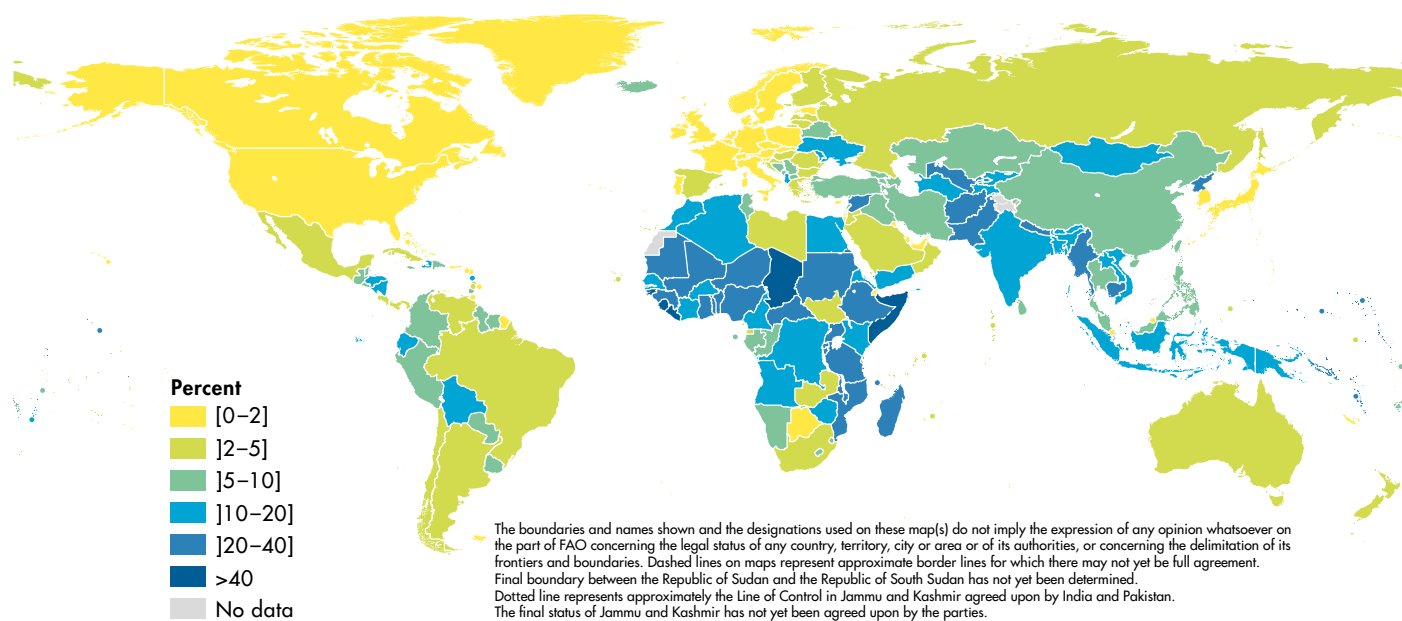 Percent
[0–2]
]2–5]
]5–10]
]10–20]
]20–40]
>40
No data
The boundaries and names shown and the designations used on these map(s) do not imply the expression of any opinion whatsoever on
the part of FAO concerning the legal status of any country, territory, city or area or of its authorities, or concerning the delimitation of its
frontiers and boundaries. Dashed lines on maps represent approximate border lines for which there may not yet be full agreement.
Final boundary between the Republic of Sudan and the Republic of South Sudan has not yet been determined.
Dotted line represents approximately the Line of Control in Jammu and Kashmir agreed upon by India and Pakistan.
The final status of Jammu and Kashmir has not yet been agreed upon by the parties.